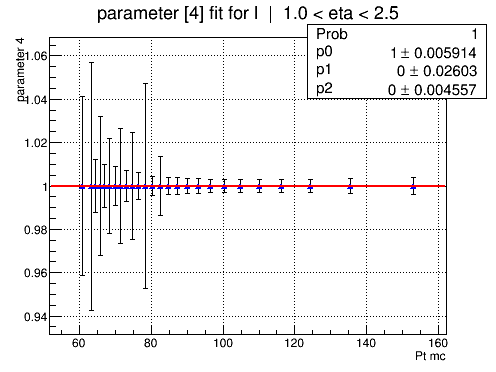 parameter [4] fit for l | 1.0 < eta < 2.5
Prob 1
p0 1 ± 0.005914
p1 0 ± 0.02603
p2 0 ± 0.004557
parameter 4
1.06
1.04
1.02
1
0.98
0.96
0.94
60 80 100 120 140 160
Pt mc